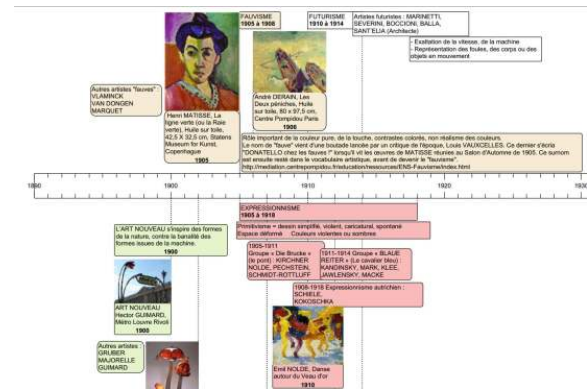 FAUVISME
1905 à 1908
FUTURISME
1910 à 1914
Artistes futuristes : MARINETTI,
SEVERINI, BOCCIONI, BALLA,
SANT'ELIA (Architecte)
- Exaltation de la vitesse, de la machine
- Représentation des foules, des corps ou des
objets en mouvement
Autres artistes "fauves" :
VLAMINCK
VAN DONGEN
MARQUET
Henri MATISSE, La
ligne verte (ou la Raie
verte), Huile sur toile,
42,5 X 32,5 cm, Statens
Museum for Kunst,
Copenhague
1905
André DERAIN, Les
Deux péniches, Huile
sur toile, 80 x 97,5 cm,
Centre Pompidou Paris
1906
Rôle important de la couleur pure, de la touche, contrastes colorés, non réalisme des couleurs.
Le nom de "fauve" vient d'une boutade lancée par un critique de l'époque, Louis VAUXCELLES. Ce dernier s'écria
"DONATELLO chez les fauves !" lorsqu'il vit les œuvres de MATISSE réunies au Salon d'Automne de 1905. Ce surnom
est ensuite resté dans le vocabulaire artistique, avant de devenir le "fauvisme".
http://mediation.centrepompidou.fr/education/ressources/ENS-Fauvisme/index.html
1890
1900
1910
1920
1930
EXPRESSIONNISME
1905 à 1918
Primitivisme = dessin simplifié, violent, caricatural, spontané
Espace déformé Couleurs violentes ou sombres
L'ART NOUVEAU s'inspire des formes
de la nature, contre la banalité des
formes issues de la machine.
1900
1905-1911
Groupe « Die Brucke »
(le pont) : KIRCHNER
NOLDE, PECHSTEIN,
SCHMIDT-ROTTLUFF
1911-1914 Groupe « BLAUE
REITER » (Le cavalier bleu) :
KANDINSKY, MARK, KLEE,
JAWLENSKY, MACKE
1908-1918 Expressionnisme autrichien :
SCHIELE,
KOKOSCHKA
ART NOUVEAU
Hector GUIMARD,
Métro Louvre Rivoli
1900
Autres artistes :
GRUBER
MAJORELLE
GUIMARD
Emil NOLDE, Danse
autour du Veau d'or
1910